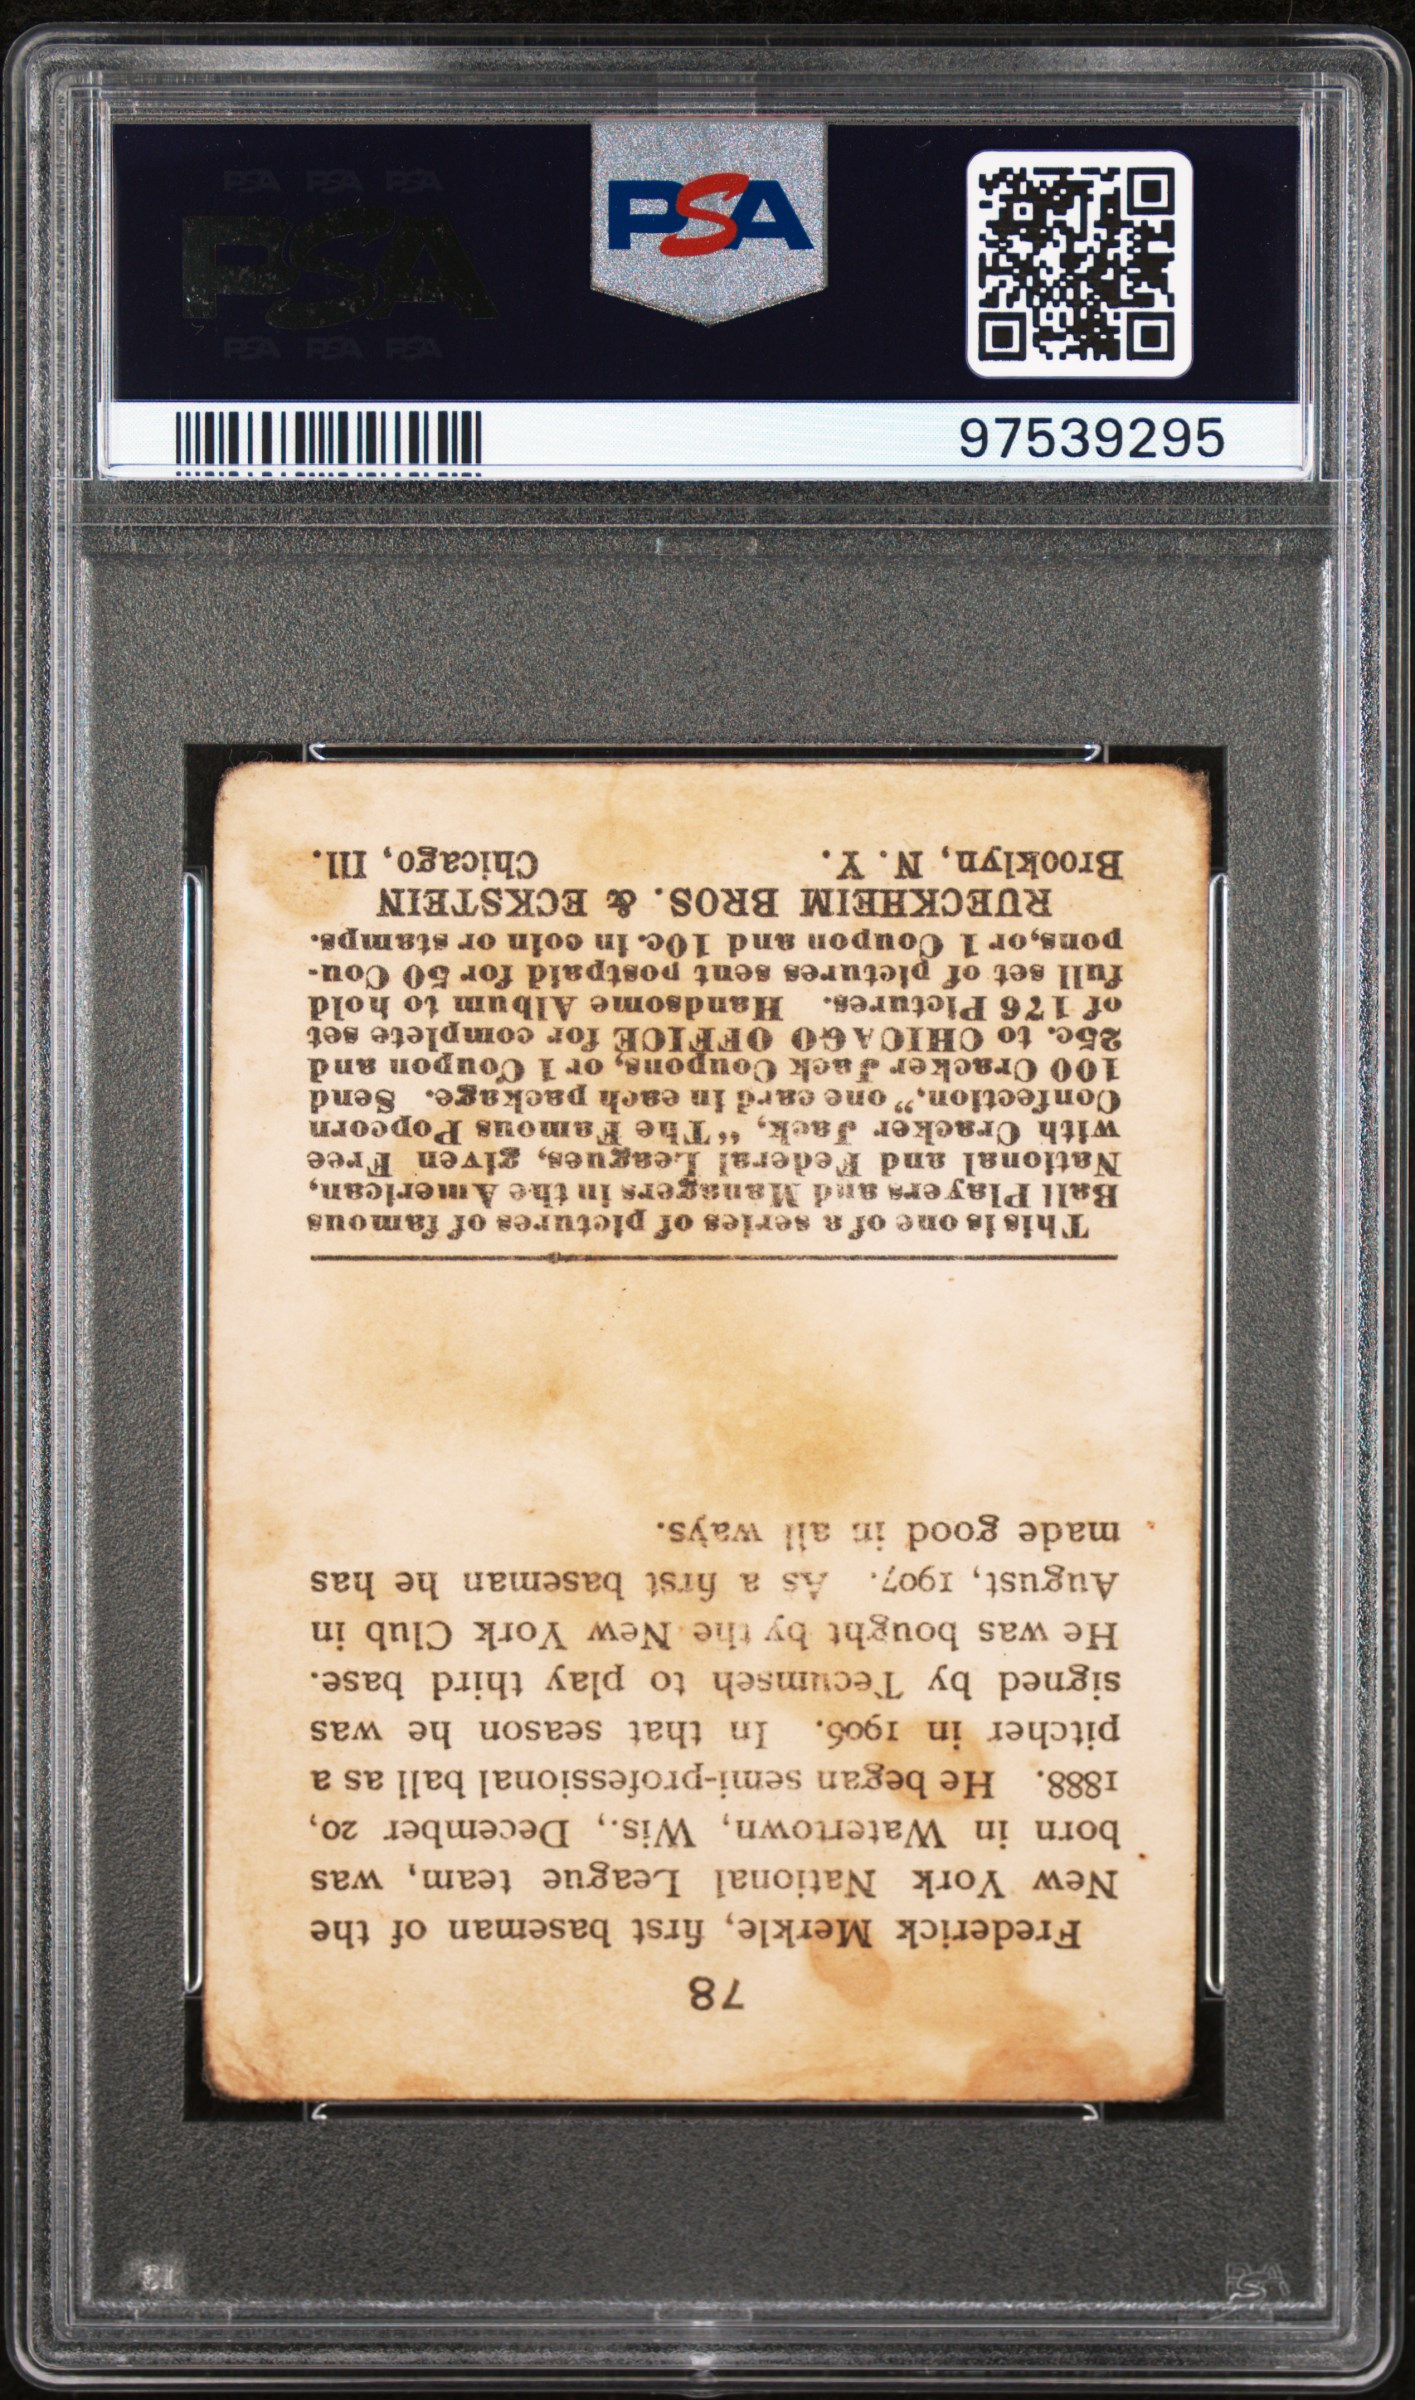 PSA PSA PSA
PSA
PSA PSA PSA
PSA
97539295
78
Frederick Merkle, first baseman of the
New York National League team, was
born in Watertown, Wis., December 20,
1888. He began semi-professional ball as a
pitcher in 1906. In that season he was
signed by Tecumseh to play third base.
He was bought by the New York Club in
August, 1907. As a first baseman he has
made good in all ways.
This is one of a series of pictures of famous
Ball Players and Managers in the American,
National and Federal Leagues, given Free
with Cracker Jack, "The Famous Popcorn
Confection," one card in each package. Send
100 Cracker Jack Coupons, or 1 Coupon and
25c. to CHICAGO OFFICE for complete set
of 176 Pictures. Handsome Album to hold
full set of pictures sent postpaid for 50 Cou-
pons, or 1 Coupon and 10c. in coin or stamps.
RUECKHEIM BROS. & ECKSTEIN
Brooklyn, N. Y. Chicago, Ill.
PSA